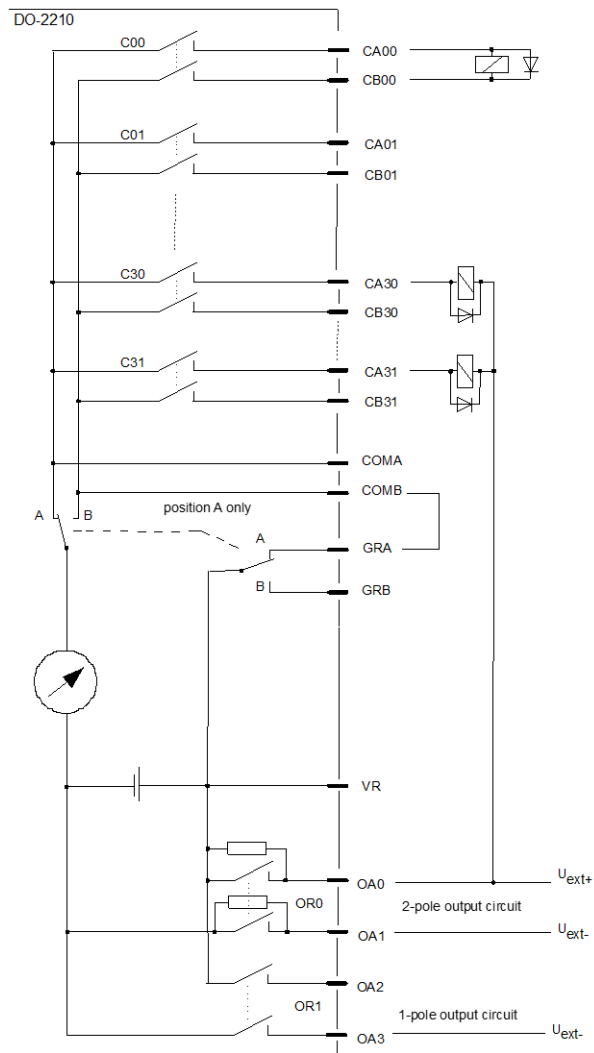 DO-2210
C00
CA00
CB00
C01
CA01
CB01
C30
CA30
CB30
C31
CA31
CB31
COMA
COMB
A B
position A only
A
GRA
B
GRB
VR
OA0
Uext+
2-pole output circuit
OR0
OA1
Uext-
OA2
OR1
1-pole output circuit
OA3
Uext-